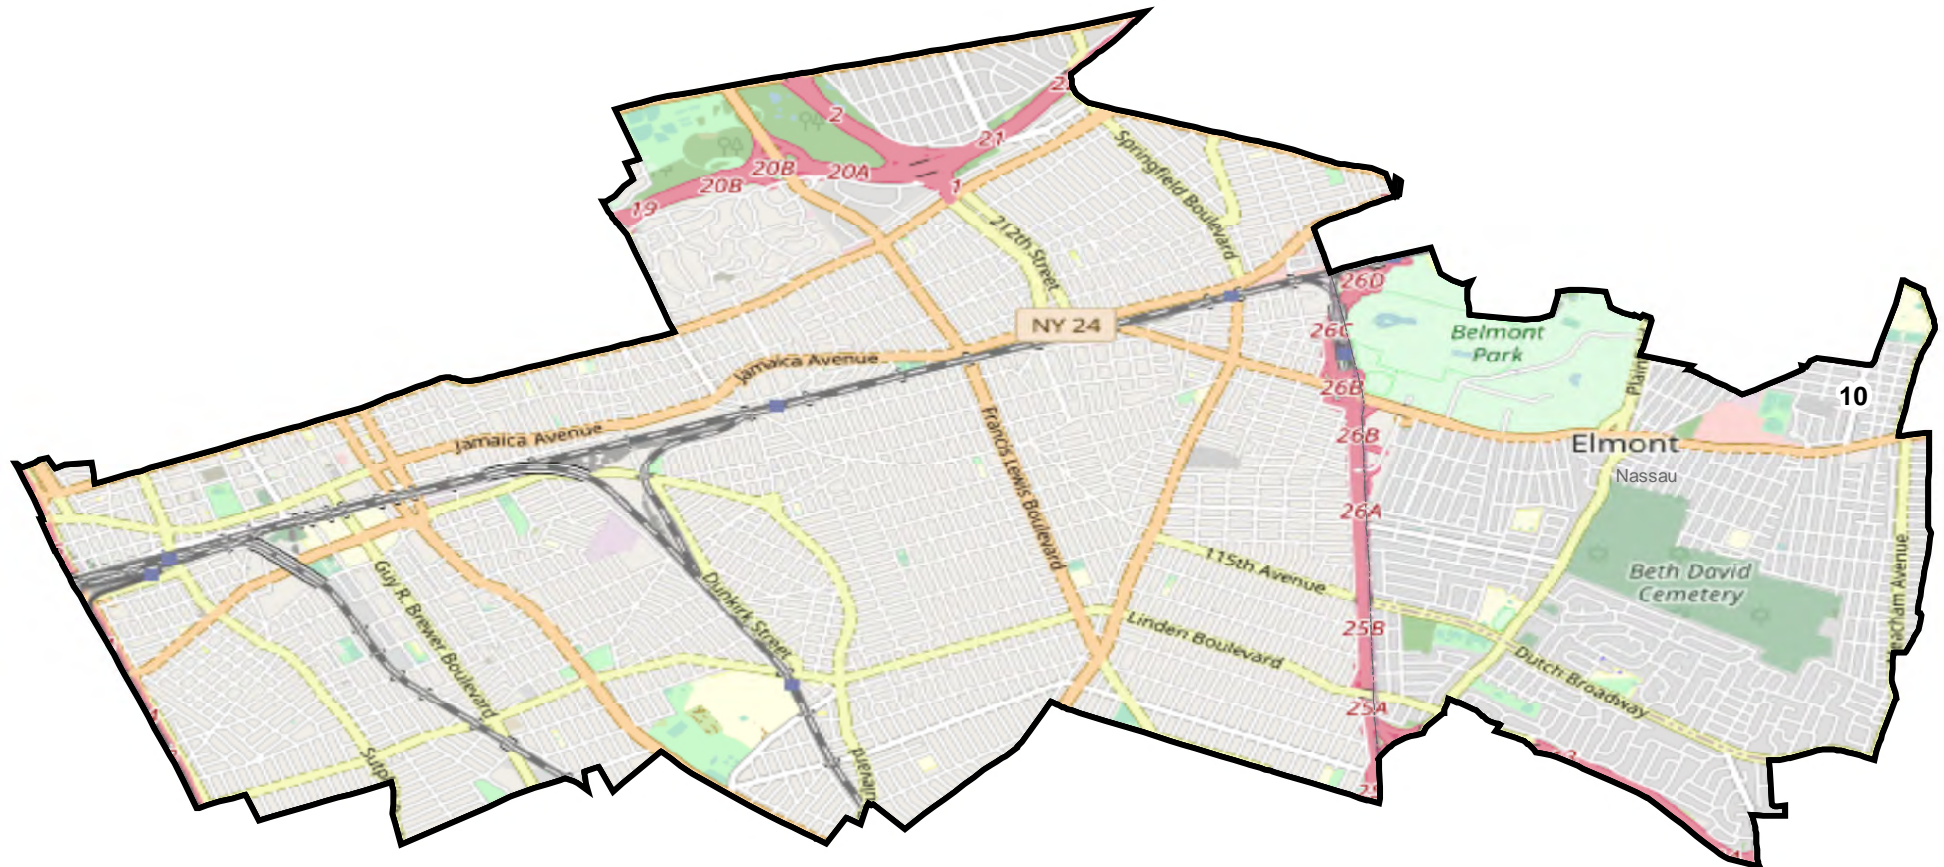 2
21
20B
20A
20B
1
19
Springfield Boulevard
212th Street
26D
NY 24
26C
Belmont
Park
Jamaica Avenue
26B
10
Jamaica Avenue
Francis Lewis Boulevard
26B
Elmont
Nassau
26A
115th Avenue
Guy R. Brewer Boulevard
Dunkirk Street
Beth David
Cemetery
Linden Boulevard
25B
Dutch Broadway
25A